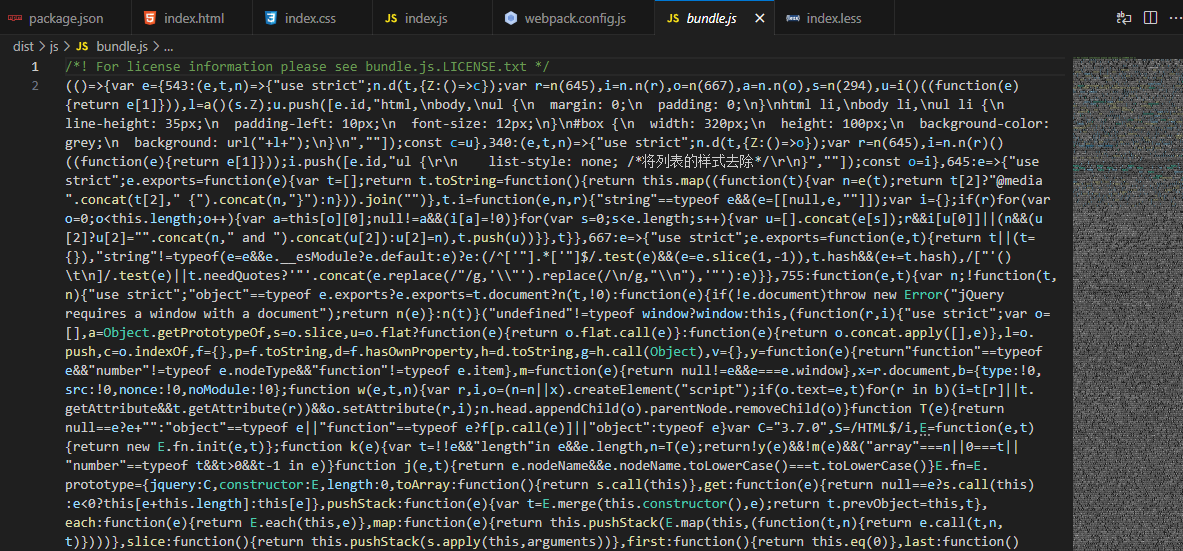 package.json index.html index.css JS index.js webpack.config.js JS bundle.js index.less
dist > js > JS bundle.js > ...
1 /*! For license information please see bundle.js.LICENSE.txt */
2 (()=>{var e={543:(e,t,n)=>{"use strict";n.d(t,{Z:()=>c});var r=n(645),i=n.n(r),o=n(667),a=n.n(o),s=n(294),u=i()((function(e)
{return e[1]})),l=a()(s.Z);u.push([e.id,"html,\nbody,\nul {\n  margin: 0;\n  padding: 0;\n}\nhtml li,\nbody li,\nul li {\n
line-height: 35px;\n  padding-left: 10px;\n  font-size: 12px;\n}\n#box {\n  width: 320px;\n  height: 100px;\n  background-color:
grey;\n  background: url("+l+");\n}\n",""]);const c=u},340:(e,t,n)=>{"use strict";n.d(t,{Z:()=>o});var r=n(645),i=n.n(r)()
((function(e){return e[1]}));i.push([e.id,"ul {\r\n    list-style: none; /*将列表的样式去除*/\r\n}",""]);const o=i},645:e=>{"use
strict";e.exports=function(e){var t=[];return t.toString=function(){return this.map((function(t){var n=e(t);return t[2]?"@media
".concat(t[2]," {").concat(n,"}"):n})).join("")},t.i=function(e,n,r){"string"==typeof e&&(e=[[null,e,""]]);var i={};if(r)for(var
o=0;o<this.length;o++){var a=this[o][0];null!=a&&(i[a]=!0)}for(var s=0;s<e.length;s++){var u=[].concat(e[s]);r&&i[u[0]]||(n&&(u
[2]?u[2]="".concat(n," and ").concat(u[2]):u[2]=n),t.push(u))}},t}},667:e=>{"use strict";e.exports=function(e,t){return t||(t=
{}),"string"!=typeof(e=e&&e.__esModule?e.default:e)?e:(/^['"].*['"]$/.test(e)&&(e=e.slice(1,-1)),t.hash&&(e+=t.hash),/["'()
\t\n]/.test(e)||t.needQuotes?'"'.concat(e.replace(/"/g,'\\"').replace(/\n/g,"\\n"),'"'):e)}},755:function(e,t){var n;!function(t,
n){"use strict";"object"==typeof e.exports?e.exports=t.document?n(t,!0):function(e){if(!e.document)throw new Error("jQuery
requires a window with a document");return n(e)}:n(t)}("undefined"!=typeof window?window:this,(function(r,i){"use strict";var o=
[],a=Object.getPrototypeOf,s=o.slice,u=o.flat?function(e){return o.flat.call(e)}:function(e){return o.concat.apply([],e)},l=o.
push,c=o.indexOf,f={},p=f.toString,d=f.hasOwnProperty,h=d.toString,g=h.call(Object),v={},y=function(e){return"function"==typeof
e&&"number"!=typeof e.nodeType&&"function"!=typeof e.item},m=function(e){return null!=e&&e===e.window},x=r.document,b={type:!0,
src:!0,nonce:!0,noModule:!0};function w(e,t,n){var r,i,o=(n=n||x).createElement("script");if(o.text=e,t)for(r in b)(i=t[r]||t.
getAttribute&&t.getAttribute(r))&&o.setAttribute(r,i);n.head.appendChild(o).parentNode.removeChild(o)}function T(e){return
null==e?e+"":"object"==typeof e||"function"==typeof e?f[p.call(e)]||"object":typeof e}var C="3.7.0",S=/HTML$/i,E=function(e,t)
{return new E.fn.init(e,t)};function k(e){var t=!!e&&"length"in e&&e.length,n=T(e);return!y(e)&&!m(e)&&("array"===n||0===t||
"number"==typeof t&&t>0&&t-1 in e)}function j(e,t){return e.nodeName&&e.nodeName.toLowerCase()===t.toLowerCase()}E.fn=E.
prototype={jquery:C,constructor:E,length:0,toArray:function(){return s.call(this)},get:function(e){return null==e?s.call(this)
:e<0?this[e+this.length]:this[e]},pushStack:function(e){var t=E.merge(this.constructor(),e);return t.prevObject=this,t},
each:function(e){return E.each(this,e)},map:function(e){return this.pushStack(E.map(this,(function(t,n){return e.call(t,n,
t)})))},slice:function(){return this.pushStack(s.apply(this,arguments))},first:function(){return this.eq(0)},last:function()